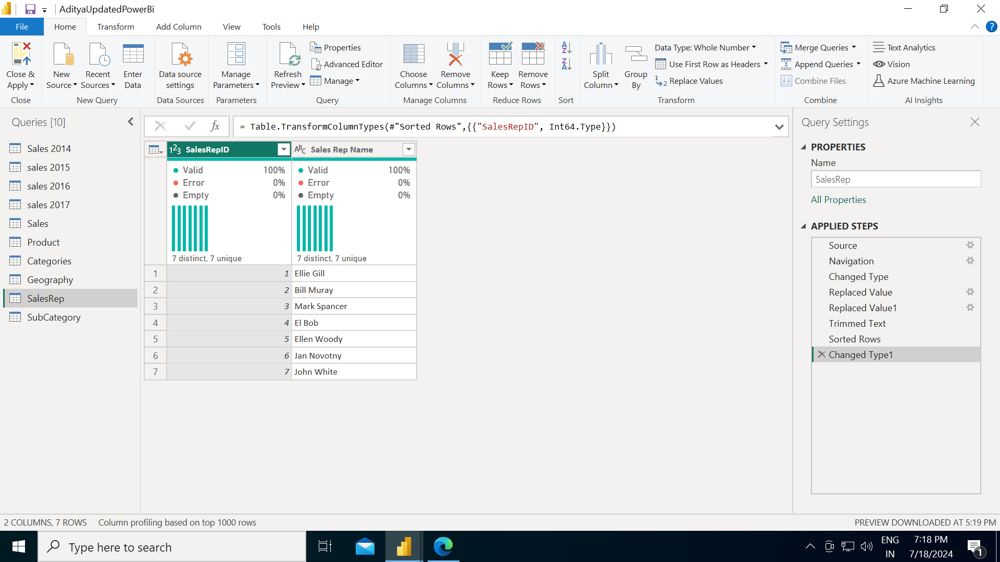 AdityaUpdatedPowerBi
File Home Transform Add Column View Tools Help
Close & Apply
Close
New Source
Recent Sources
Enter Data
New Query
Data source settings
Data Sources
Manage Parameters
Parameters
Refresh Preview
Properties
Advanced Editor
Manage
Query
Choose Columns
Remove Columns
Manage Columns
Keep Rows
Remove Rows
Reduce Rows
Sort
Split Column
Group By
Data Type: Whole Number
Use First Row as Headers
Replace Values
Transform
Merge Queries
Append Queries
Combine Files
Combine
Text Analytics
Vision
Azure Machine Learning
AI Insights
Queries [10]
Sales 2014
sales 2015
sales 2016
sales 2017
Sales
Product
Categories
Geography
SalesRep
SubCategory
fx
= Table.TransformColumnTypes(#"Sorted Rows",{{"SalesRepID", Int64.Type}})
123 SalesRepID ABC Sales Rep Name
Valid 100% Valid 100%
Error 0% Error 0%
Empty 0% Empty 0%
7 distinct, 7 unique 7 distinct, 7 unique
1 1 Ellie Gill
2 2 Bill Muray
3 3 Mark Spancer
4 4 El Bob
5 5 Ellen Woody
6 6 Jan Novotny
7 7 John White
Query Settings
PROPERTIES
Name
SalesRep
All Properties
APPLIED STEPS
Source
Navigation
Changed Type
Replaced Value
Replaced Value1
Trimmed Text
Sorted Rows
Changed Type1
2 COLUMNS, 7 ROWS Column profiling based on top 1000 rows
PREVIEW DOWNLOADED AT 5:19 PM
Type here to search
ENG
IN
7:18 PM
7/18/2024
1